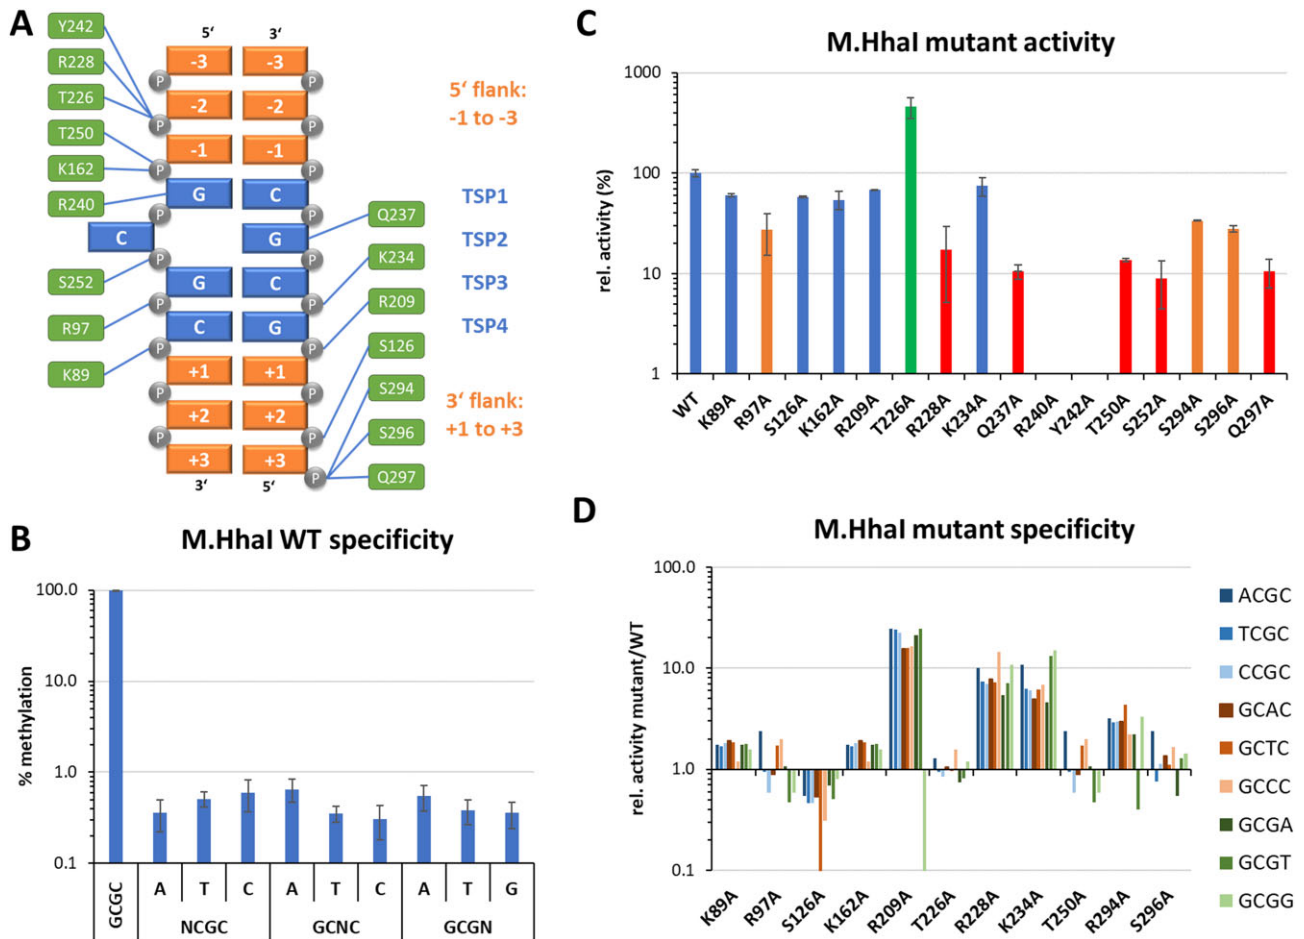 A
5‘ 3‘
Y242
R228
T226
T250
K162
R240
S252
R97
K89
P P P P P P P P P
P P P P P P P P P P
-3 -3
-2 -2
-1 -1
G C
C G
G C
C G
+1 +1
+2 +2
+3 +3
3‘ 5‘
5‘ flank:
-1 to -3
TSP1
TSP2
TSP3
TSP4
3‘ flank:
+1 to +3
Q237
K234
R209
S126
S294
S296
Q297
B
M.HhaI WT specificity
% methylation
100.0
10.0
1.0
0.1
GCGC A T C A T C A T G
NCGC GCNC GCGN
C
M.HhaI mutant activity
rel. activity (%)
1000
100
10
1
WT K89A R97A S126A K162A R209A T226A R228A K234A Q237A R240A Y242A T250A S252A S294A S296A Q297A
D
M.HhaI mutant specificity
rel. activity mutant/WT
100.0
10.0
1.0
0.1
K89A R97A S126A K162A R209A T226A R228A K234A T250A R294A S296A
ACGC
TCGC
CCGC
GCAC
GCTC
GCCC
GCGA
GCGT
GCGG